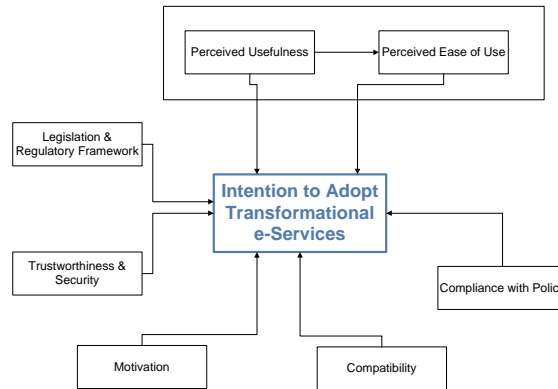 Perceived Usefulness
Perceived Ease of Use
Legislation &
Regulatory Framework
Intention to Adopt
Transformational
e-Services
Trustworthiness &
Security
Compliance with Polic
Motivation
Compatibility